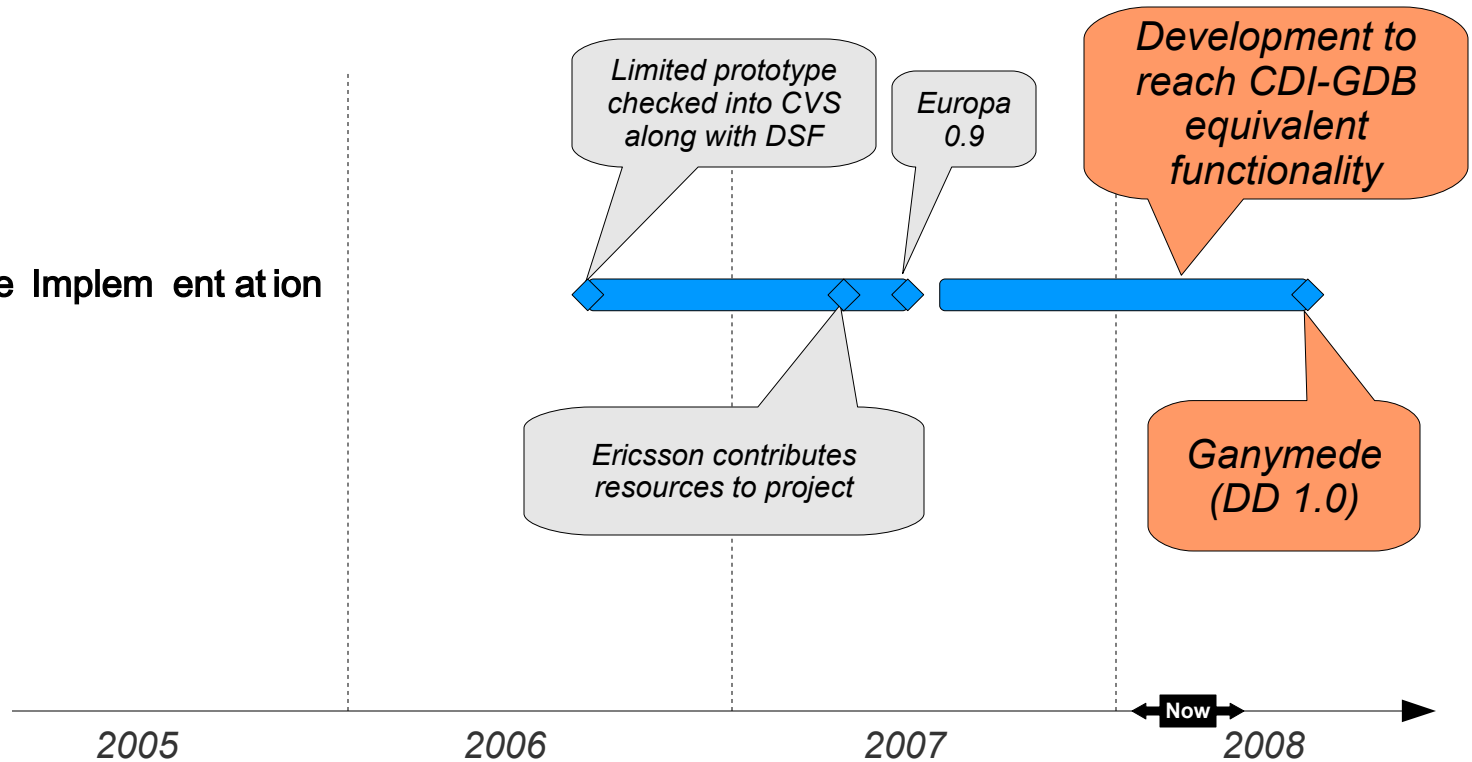 Development to
reach CDI-GDB
equivalent
functionality
Limited prototype
checked into CVS
along with DSF
Europa
0.9
e Implem ent at ion
Ericsson contributes
resources to project
Ganymede
(DD 1.0)
Now
2005
2006
2007
2008